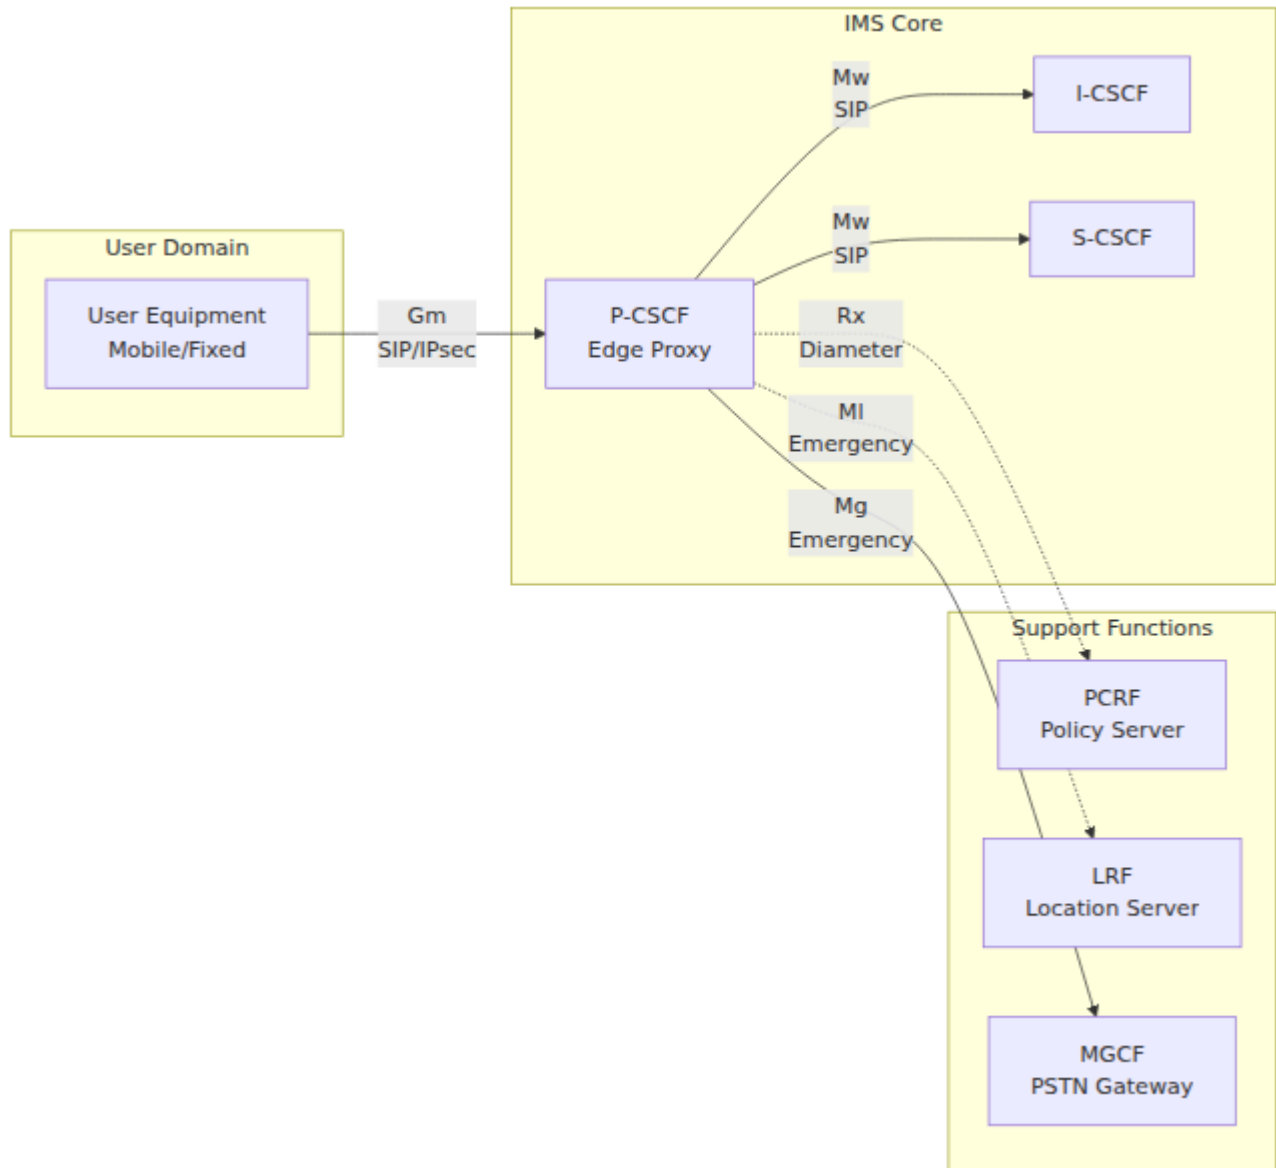 IMS Core
Mw
SIP
I-CSCF
Mw
SIP
S-CSCF
User Domain
User Equipment
Mobile/Fixed
Gm
SIP/IPsec
P-CSCF
Edge Proxy
Rx
Diameter
Ml
Emergency
Mg
Emergency
Support Functions
PCRF
Policy Server
LRF
Location Server
MGCF
PSTN Gateway